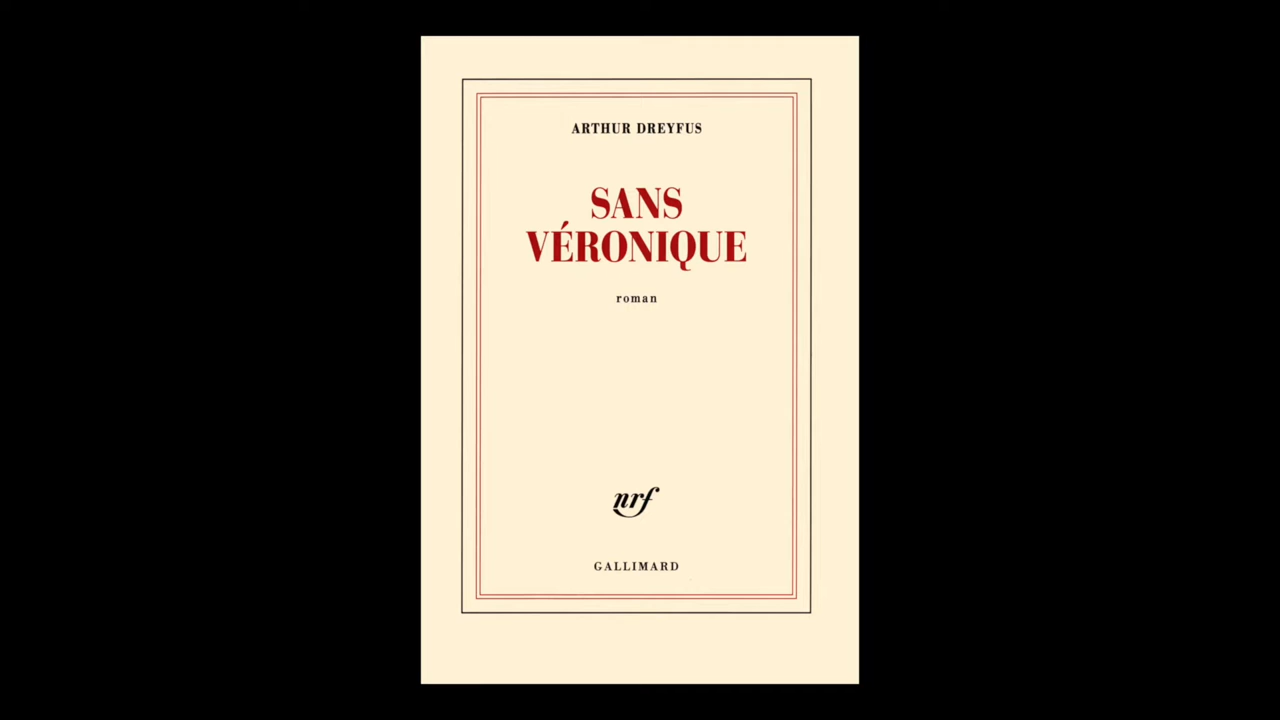 ARTHUR DREYFUS
SANS
VÉRONIQUE
roman
nrf
GALLIMARD